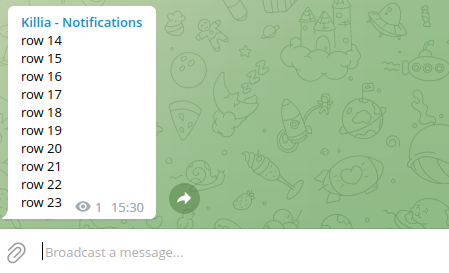 Killia - Notifications
row 14
row 15
row 16
row 17
row 18
row 19
row 20
row 21
row 22
row 23
1 15:30
Broadcast a message...